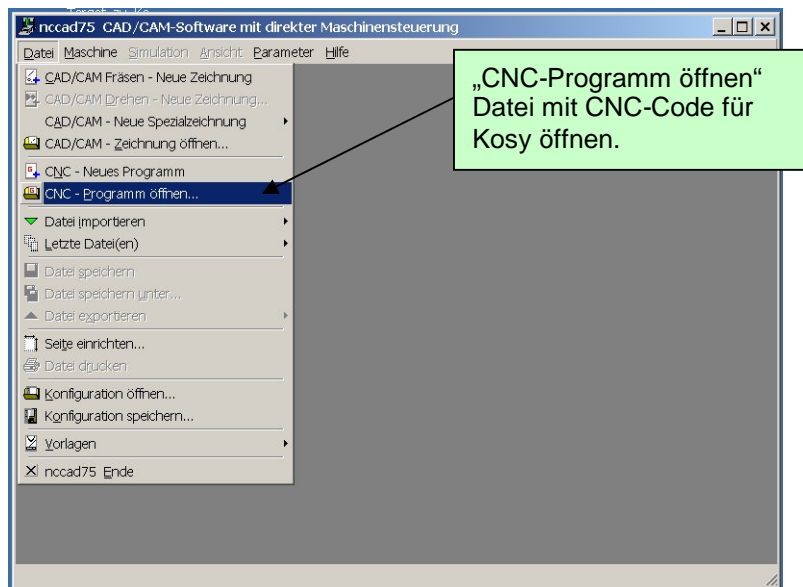 nccad75 CAD/CAM-Software mit direkter Maschinensteuerung
Datei Maschine Simulation Ansicht Parameter Hilfe
CAD/CAM Fräsen - Neue Zeichnung
CAD/CAM Drehen - Neue Zeichnung...
CAD/CAM - Neue Spezialzeichnung
CAD/CAM - Zeichnung öffnen...
CNC - Neues Programm
CNC - Programm öffnen...
Datei importieren
Letzte Datei(en)
Datei speichern
Datei speichern unter...
Datei exportieren
Seite einrichten...
Datei drucken
Konfiguration öffnen...
Konfiguration speichern...
Vorlagen
nccad75 Ende
„CNC-Programm öffnen“
Datei mit CNC-Code für
Kosy öffnen.